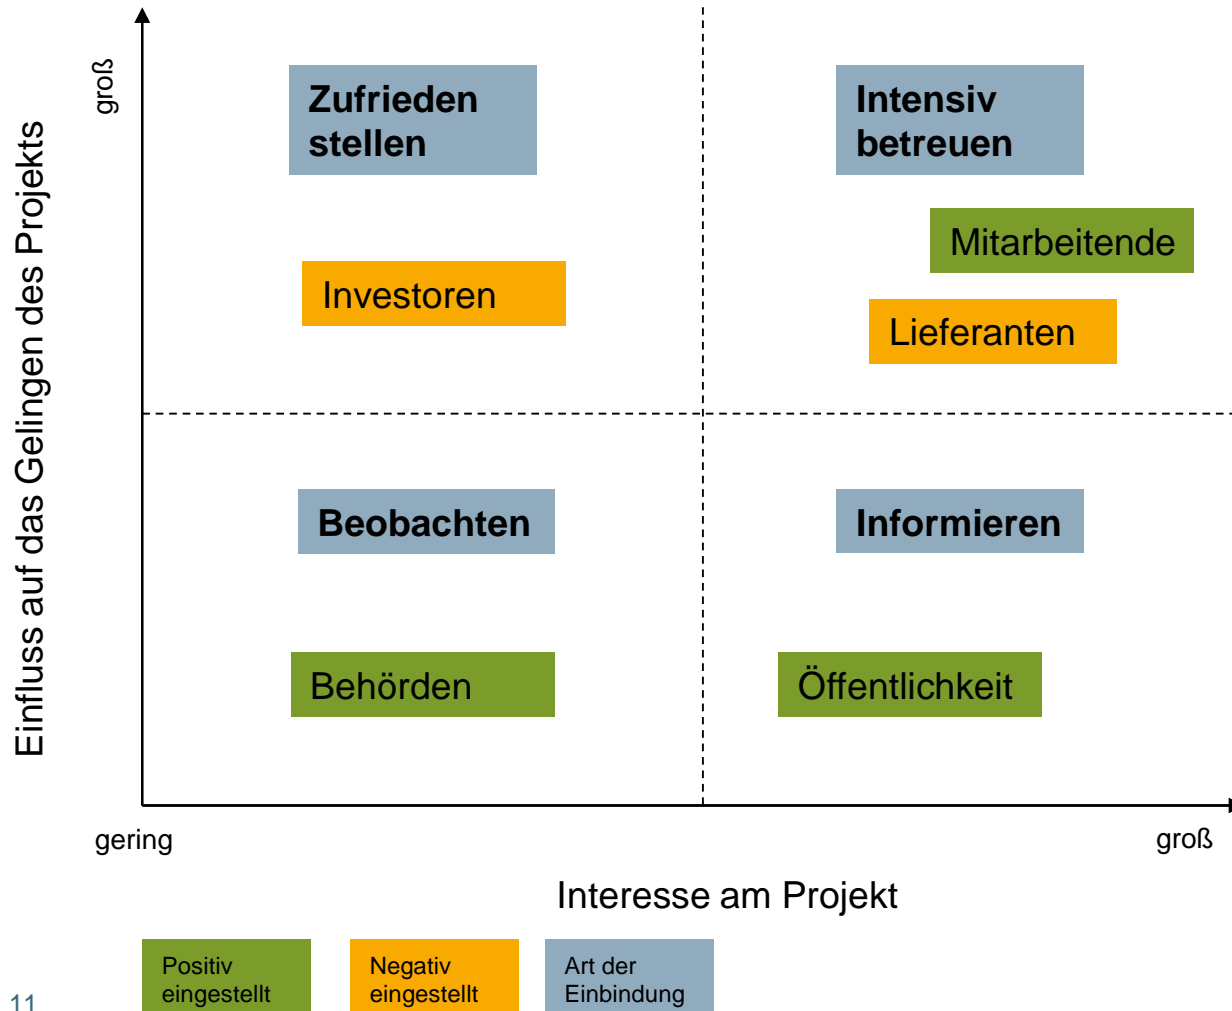 groß
Einfluss auf das Gelingen des Projekts
Zufrieden
stellen
Intensiv
betreuen
Mitarbeitende
Investoren
Lieferanten
Beobachten
Informieren
Behörden
Öffentlichkeit
gering
groß
Interesse am Projekt
Positiv
eingestellt
Negativ
eingestellt
Art der
Einbindung
11